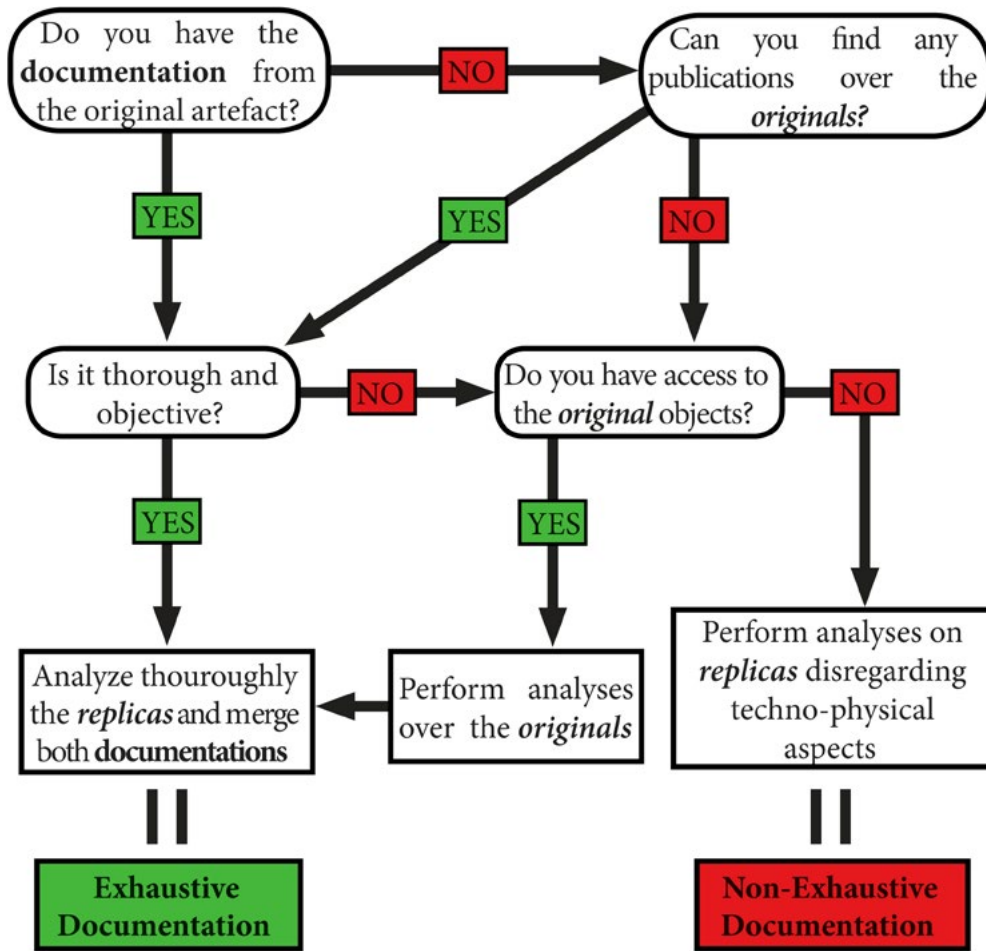 Do you have the
documentation from
the original artefact?
NO
Can you find any
publications over the
originals?
YES
YES
NO
Is it thorough and
objective?
NO
Do you have access to
the original objects?
NO
YES
YES
Analyze thouroughly
the replicas and merge
both documentations
Perform analyses
over the originals
Perform analyses on
replicas disregarding
techno-physical
aspects
Exhaustive
Documentation
Non-Exhaustive
Documentation